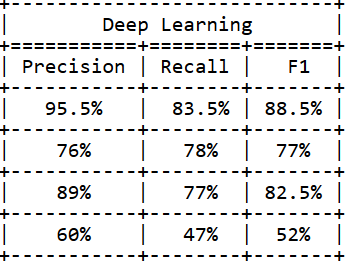 Deep Learning
Precision | Recall | F1
95.5% | 83.5% | 88.5%
76% | 78% | 77%
89% | 77% | 82.5%
60% | 47% | 52%